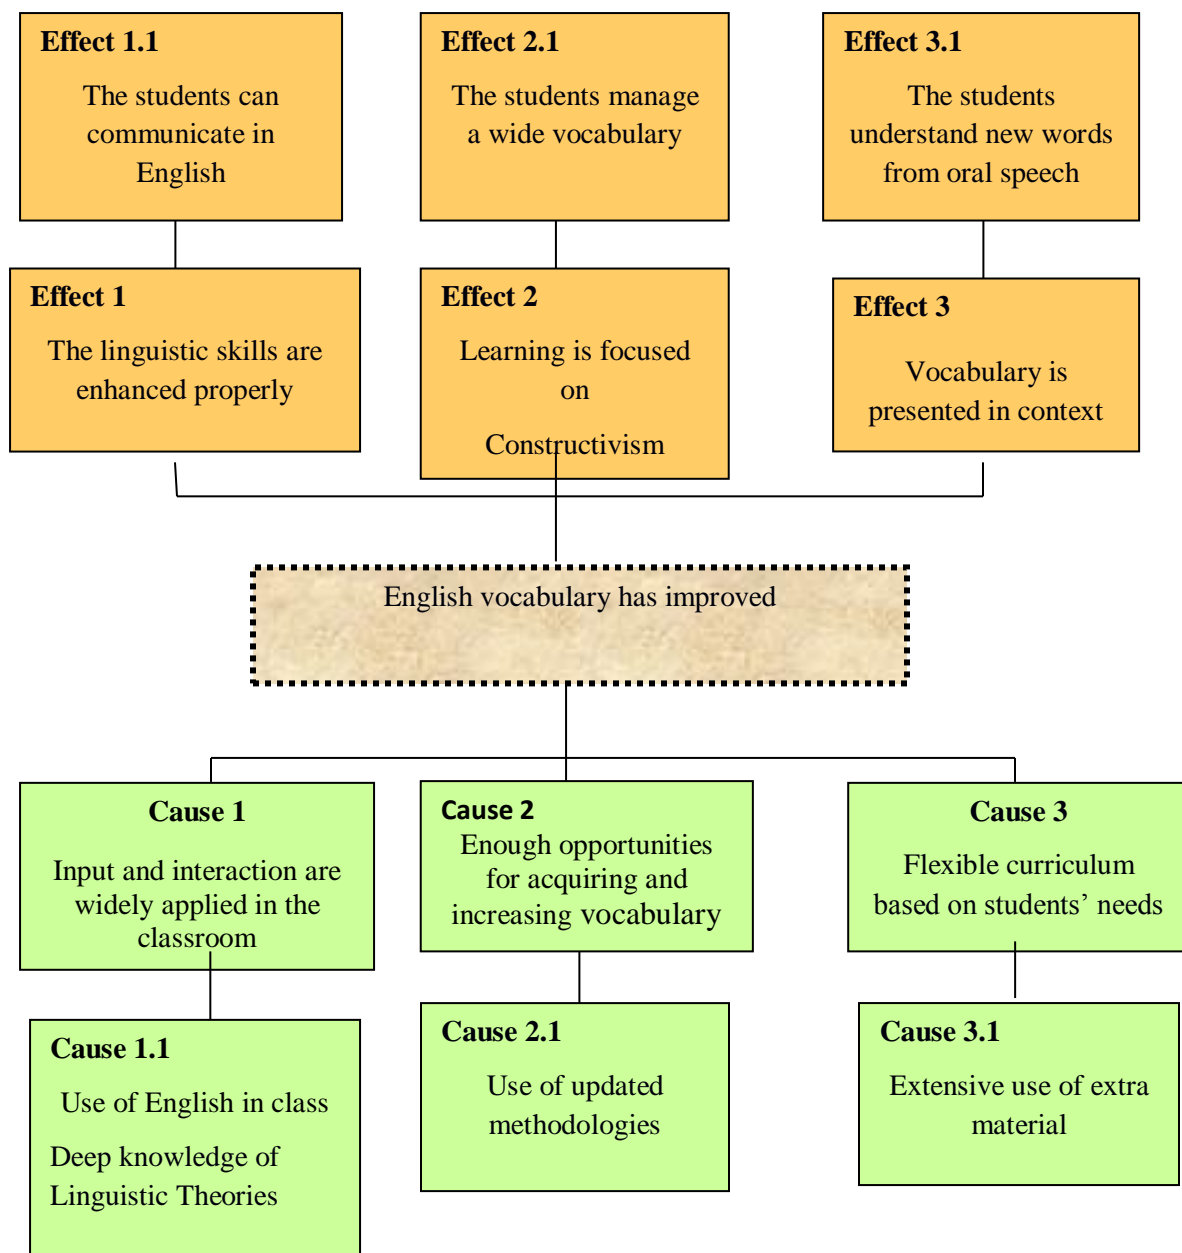 Effect 1.1
The students can
communicate in
English
Effect 2.1
The students manage
a wide vocabulary
Effect 3.1
The students
understand new words
from oral speech
Effect 1
The linguistic skills are
enhanced properly
Effect 2
Learning is focused
on
Constructivism
Effect 3
Vocabulary is
presented in context
English vocabulary has improved
Cause 1
Input and interaction are
widely applied in the
classroom
Cause 2
Enough opportunities
for acquiring and
increasing vocabulary
Cause 3
Flexible curriculum
based on students’ needs
Cause 1.1
Use of English in class
Deep knowledge of
Linguistic Theories
Cause 2.1
Use of updated
methodologies
Cause 3.1
Extensive use of extra
material